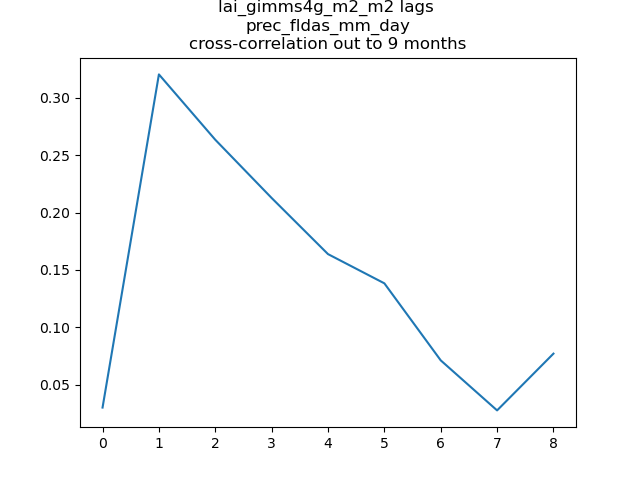 lai_gimms4g_m2_m2 lags
prec_fldas_mm_day
cross-correlation out to 9 months
0.30
0.25
0.20
0.15
0.10
0.05
0 1 2 3 4 5 6 7 8